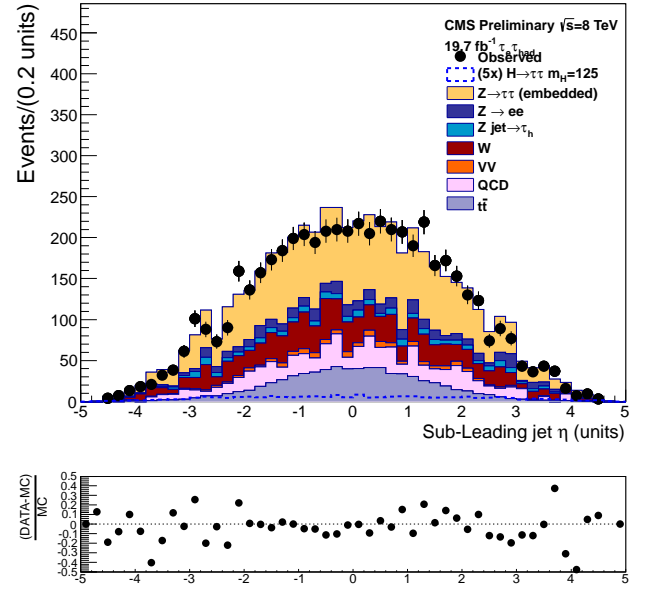 CMS Preliminary √s=8 TeV
19.7 fb⁻¹ τₑτ_had
Observed
(5x) H→ττ m_H=125
Z→ττ (embedded)
Z → ee
Z jet→τ_h
W
VV
QCD
tt̄
Events/(0.2 units)
450
400
350
300
250
200
150
100
50
0
-5 -4 -3 -2 -1 0 1 2 3 4 5
Sub-Leading jet η (units)
(DATA-MC)
MC
0.5
0.4
0.3
0.2
0.1
0
-0.1
-0.2
-0.3
-0.4
-0.5
-5 -4 -3 -2 -1 0 1 2 3 4 5